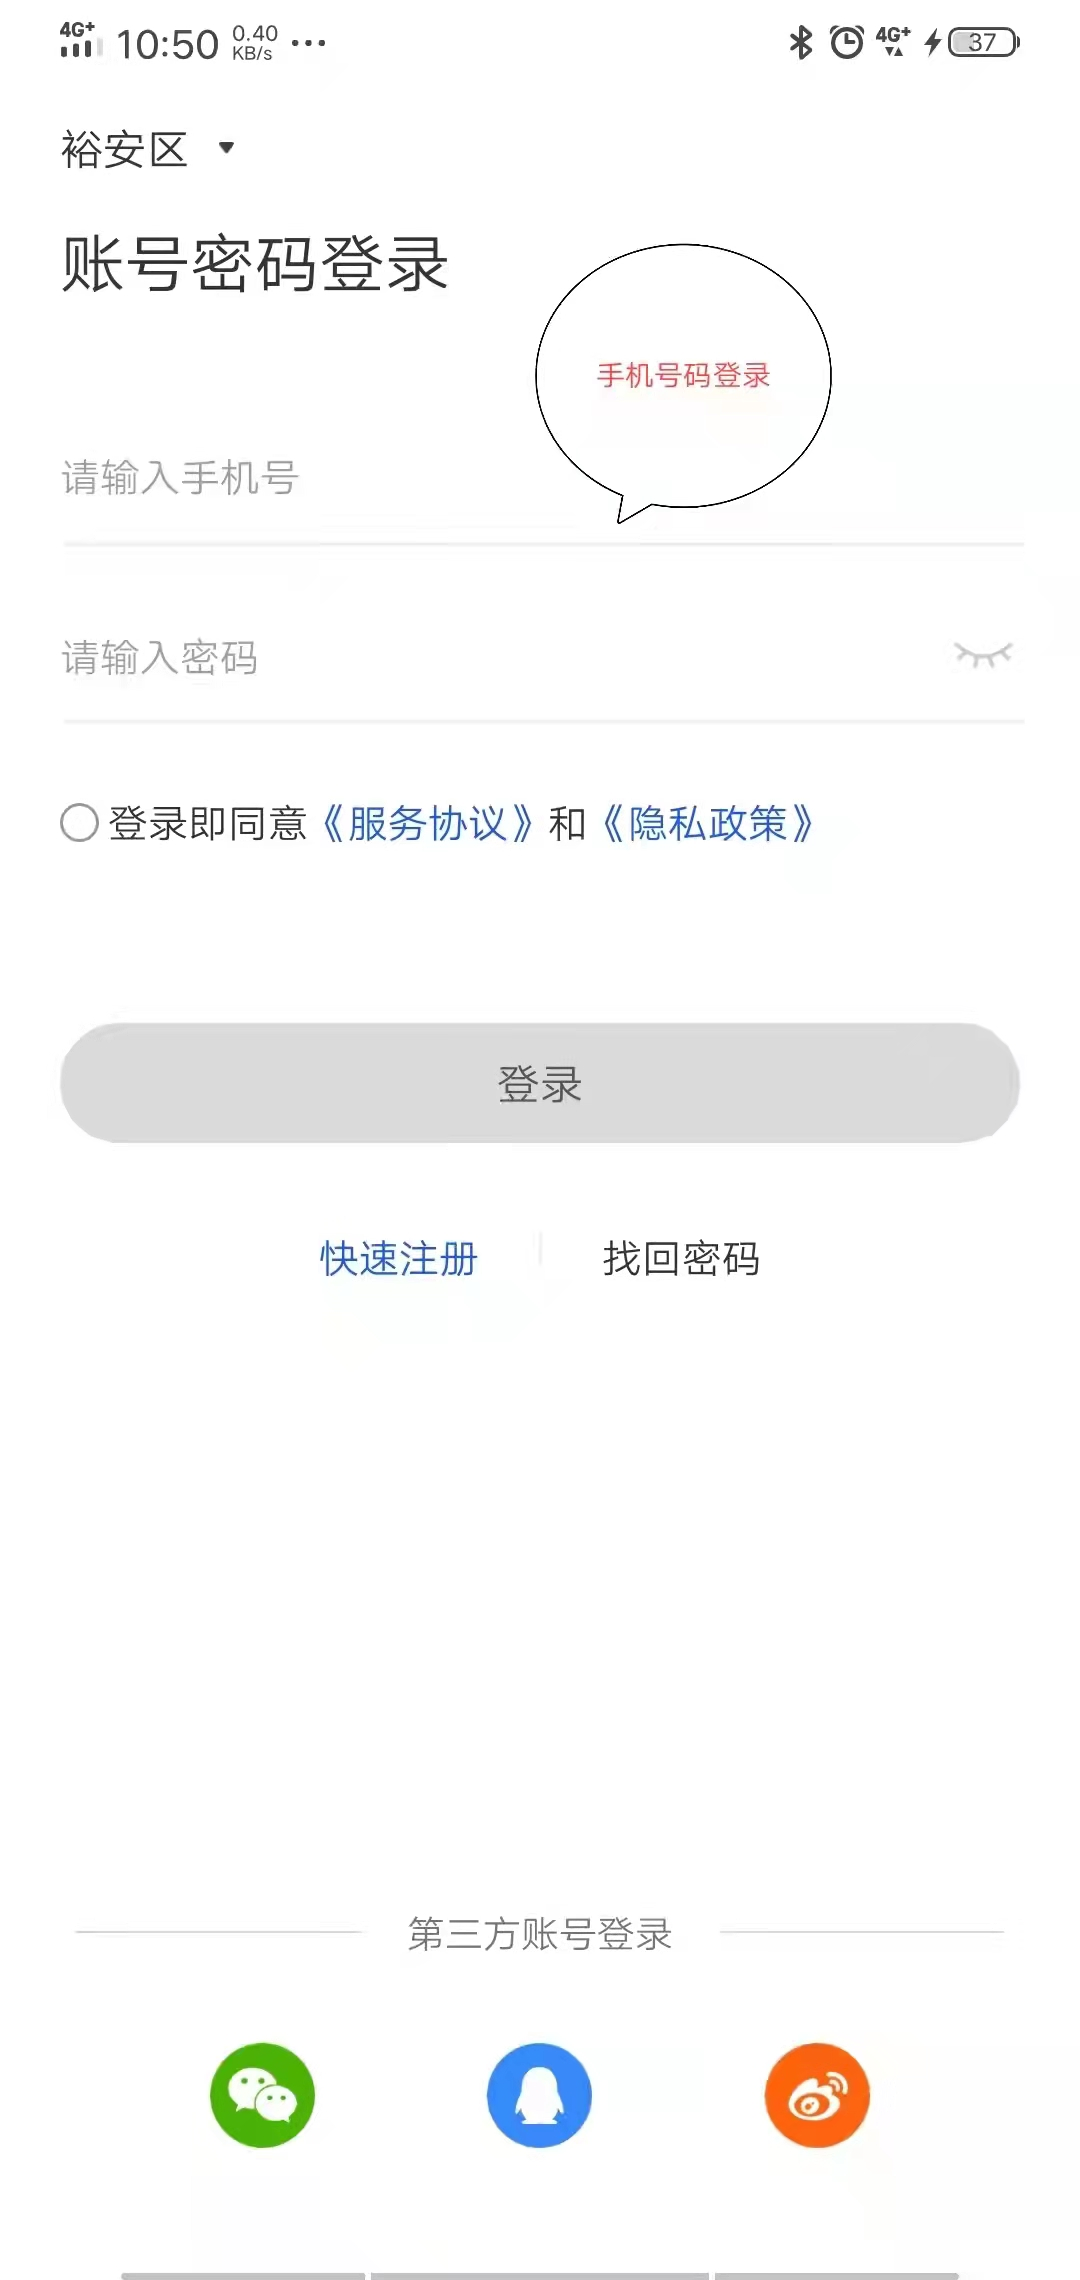 4G+ 10:50 0.40 KB/s ... 4G+ 37
裕安区
账号密码登录
手机号码登录
请输入手机号
请输入密码
登录即同意《服务协议》和《隐私政策》
登录
快速注册 找回密码
第三方账号登录